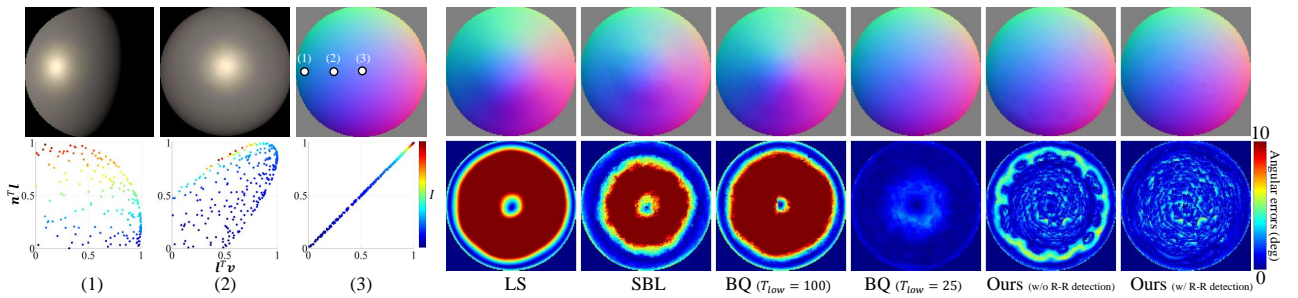 (1) (2) (3)
10
1 1 1
0.5 0.5 0.5
0 0 0
0 0.5 1 0 0.5 1 0 0.5 1
nᵀl
I
lᵀv
Angular errors (deg)
0
(1) (2) (3)
LS SBL BQ (T_low = 100) BQ (T_low = 25) Ours (w/o R-R detection) Ours (w/ R-R detection)